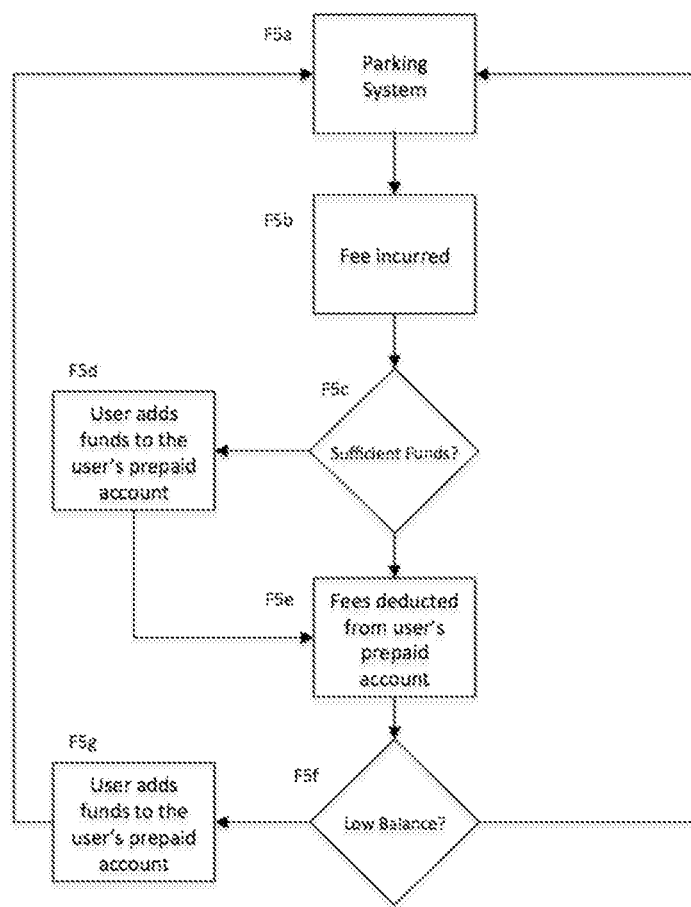 F5a
Parking
System
F5b
Fee incurred
F5c
Sufficient Funds?
F5d
User adds
funds to the
user's prepaid
account
F5e
Fees deducted
from user's
prepaid
account
F5f
Low Balance?
F5g
User adds
funds to the
user's prepaid
account